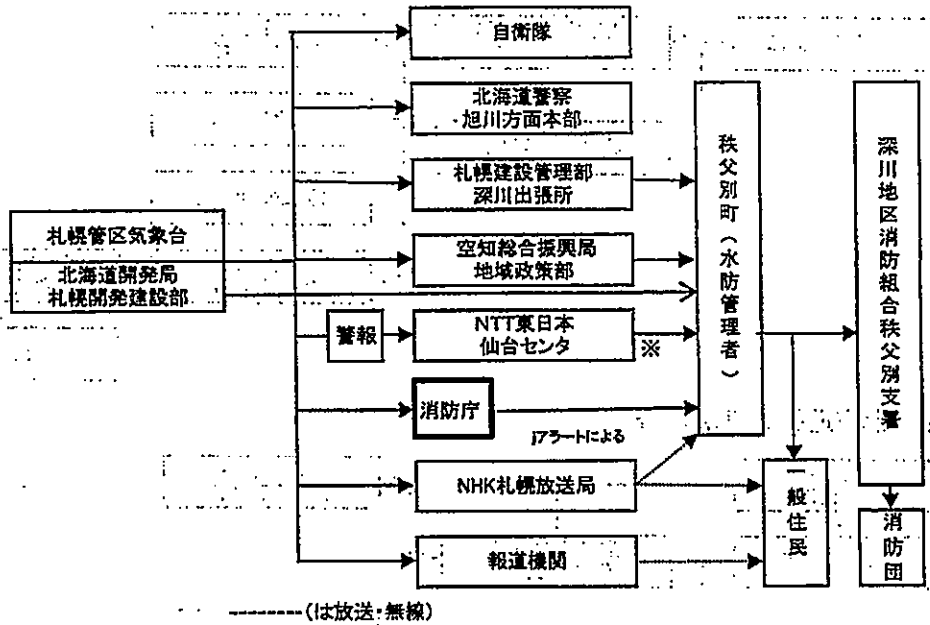 自衛隊
北海道警察
旭川方面本部
札幌建設管理部
深川出張所
札幌管区気象台
北海道開発局
札幌開発建設部
空知総合振興局
地域政策部
警報
NTT東日本
仙台センタ
※
消防庁
jアラートによる
NHK札幌放送局
報道機関
秩父別町(水防管理者)
一般住民
深川地区消防組合秩父別支署
消防団
--------(は放送・無線)